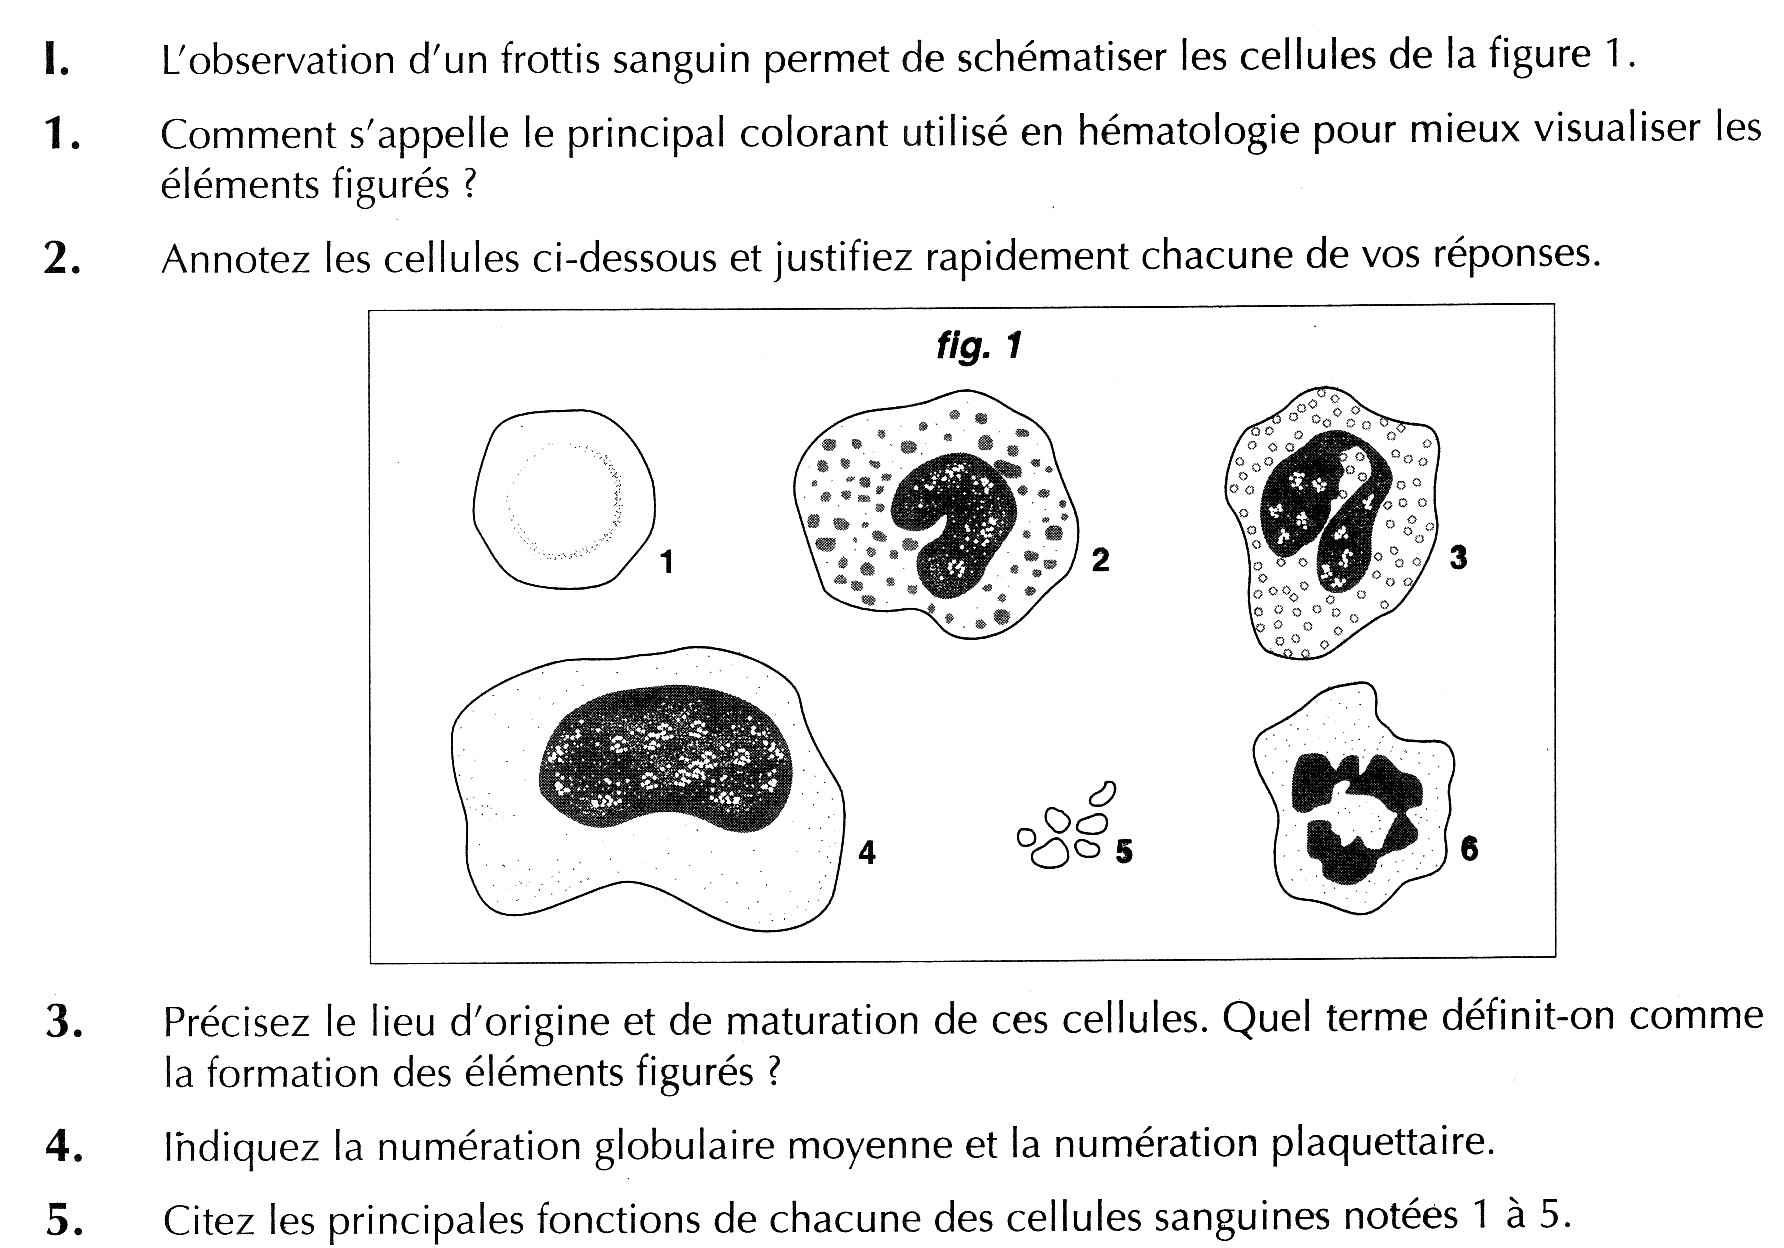 I. L'observation d'un frottis sanguin permet de schématiser les cellules de la figure 1.
1. Comment s'appelle le principal colorant utilisé en hématologie pour mieux visualiser les
éléments figurés ?
2. Annotez les cellules ci-dessous et justifiez rapidement chacune de vos réponses.
fig. 1
1
2
3
4
5
6
3. Précisez le lieu d'origine et de maturation de ces cellules. Quel terme définit-on comme
la formation des éléments figurés ?
4. Indiquez la numération globulaire moyenne et la numération plaquettaire.
5. Citez les principales fonctions de chacune des cellules sanguines notées 1 à 5.